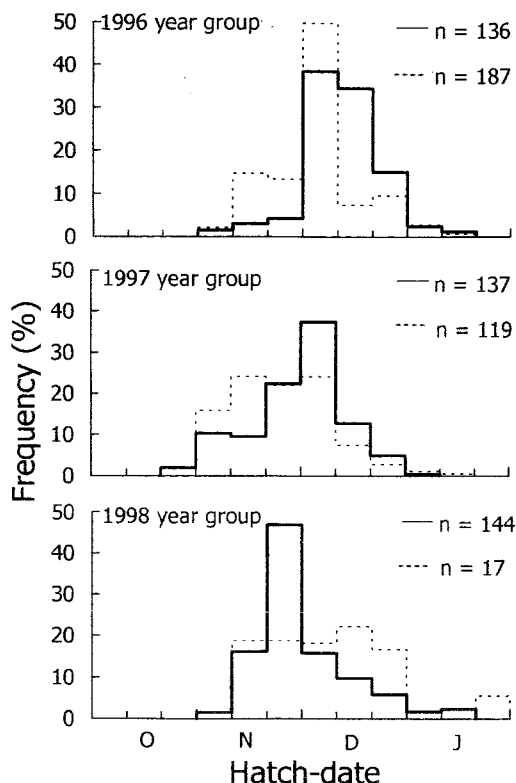 1996 year group
n = 136
n = 187
50
40
30
20
10
0
1997 year group
n = 137
n = 119
50
40
30
20
10
0
Frequency (%)
1998 year group
n = 144
n = 17
50
40
30
20
10
0
O N D J
Hatch-date